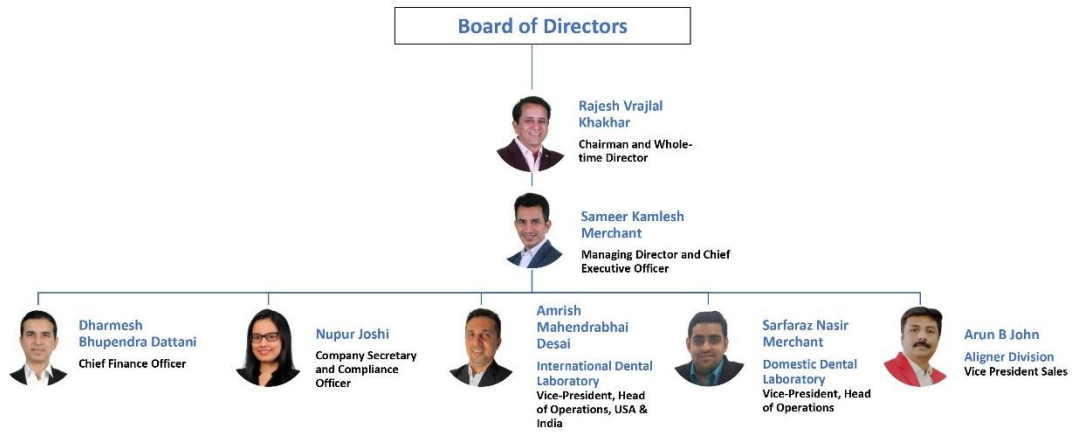 Board of Directors
Rajesh Vrajlal
Khakhar
Chairman and Whole-
time Director
Sameer Kamlesh
Merchant
Managing Director and Chief
Executive Officer
Dharmesh
Bhupendra Dattani
Chief Finance Officer
Nupur Joshi
Company Secretary
and Compliance
Officer
Amrish
Mahendrabhai
Desai
International Dental
Laboratory
Vice-President, Head
of Operations, USA &
India
Sarfaraz Nasir
Merchant
Domestic Dental
Laboratory
Vice-President, Head
of Operations
Arun B John
Aligner Division
Vice President Sales